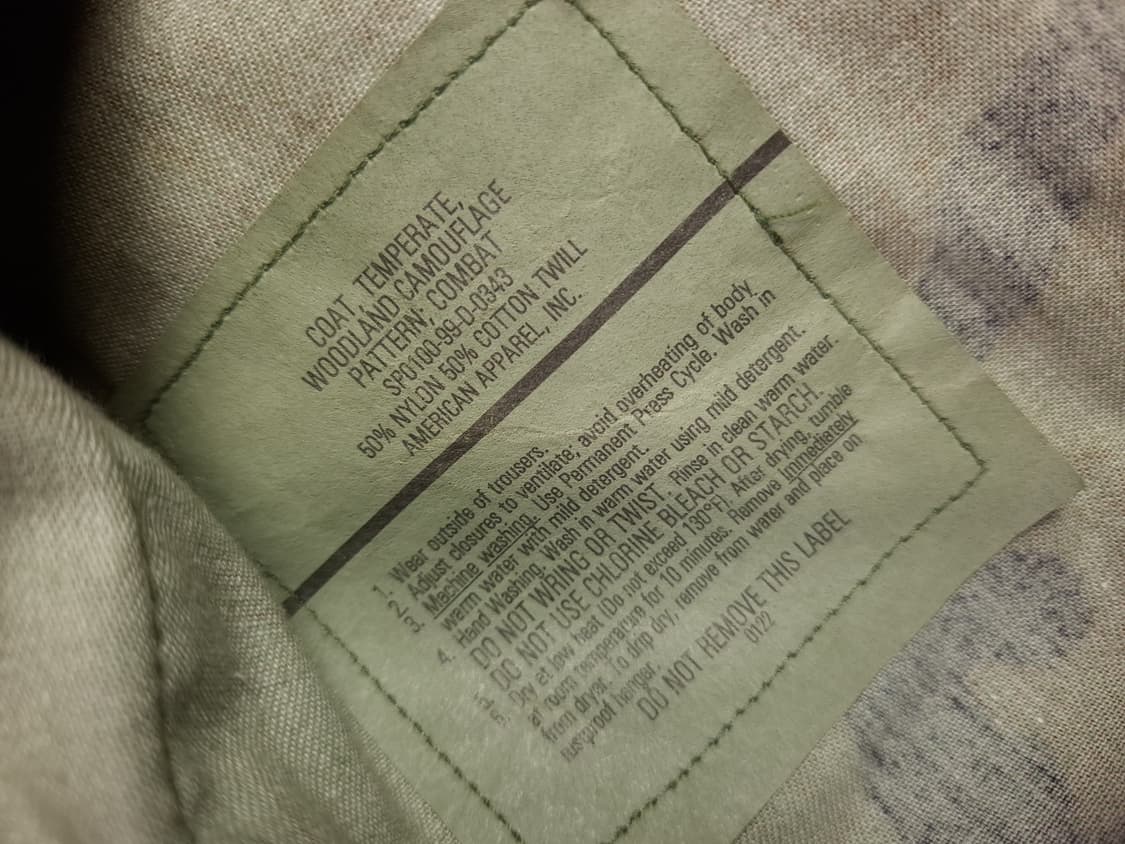 COAT, TEMPERATE,
WOODLAND CAMOUFLAGE
PATTERN, COMBAT
SPO100-99-D-0343
50% NYLON 50% COTTON TWILL
AMERICAN APPAREL, INC.
1. Wear outside of trousers.
2. Adjust closures to ventilate; avoid overheating of body.
3. Machine washing. Use Permanent Press Cycle. Wash in
warm water with mild detergent.
4. Hand Washing. Wash in warm water using mild detergent.
DO NOT WRING OR TWIST. Rinse in clean warm water.
5. DO NOT USE CHLORINE BLEACH OR STARCH.
6. Dry at low heat (Do not exceed 130°F). After drying, tumble
at room temperature for 10 minutes. Remove immediately
from dryer. To drip dry, remove from water and place on
rustproof hanger.
DO NOT REMOVE THIS LABEL
0122